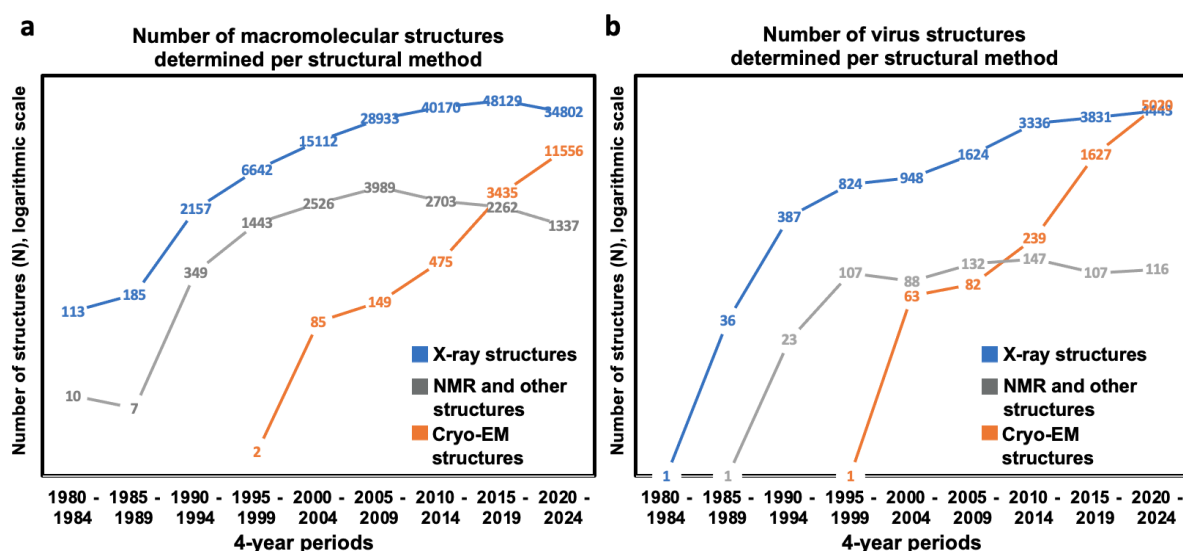 a
Number of macromolecular structures
determined per structural method
Number of structures (N), logarithmic scale
113
185
2157
6642
15112
28933
40170
48129
34802
10
7
349
1443
2526
3989
2703
2262
1337
2
85
149
475
3435
11556
X-ray structures
NMR and other
structures
Cryo-EM
structures
1980 - 1985 - 1990 - 1995 - 2000 - 2005 - 2010 - 2015 - 2020 -
1984 1989 1994 1999 2004 2009 2014 2019 2024
4-year periods
b
Number of virus structures
determined per structural method
Number of structures (N), logarithmic scale
1
36
387
824
948
1624
3336
3831
4443
1
23
107
88
132
147
107
116
1
63
82
239
1627
X-ray structures
NMR and other
structures
Cryo-EM
structures
1980 - 1985 - 1990 - 1995 - 2000 - 2005 - 2010 - 2015 - 2020 -
1984 1989 1994 1999 2004 2009 2014 2019 2024
4-year periods